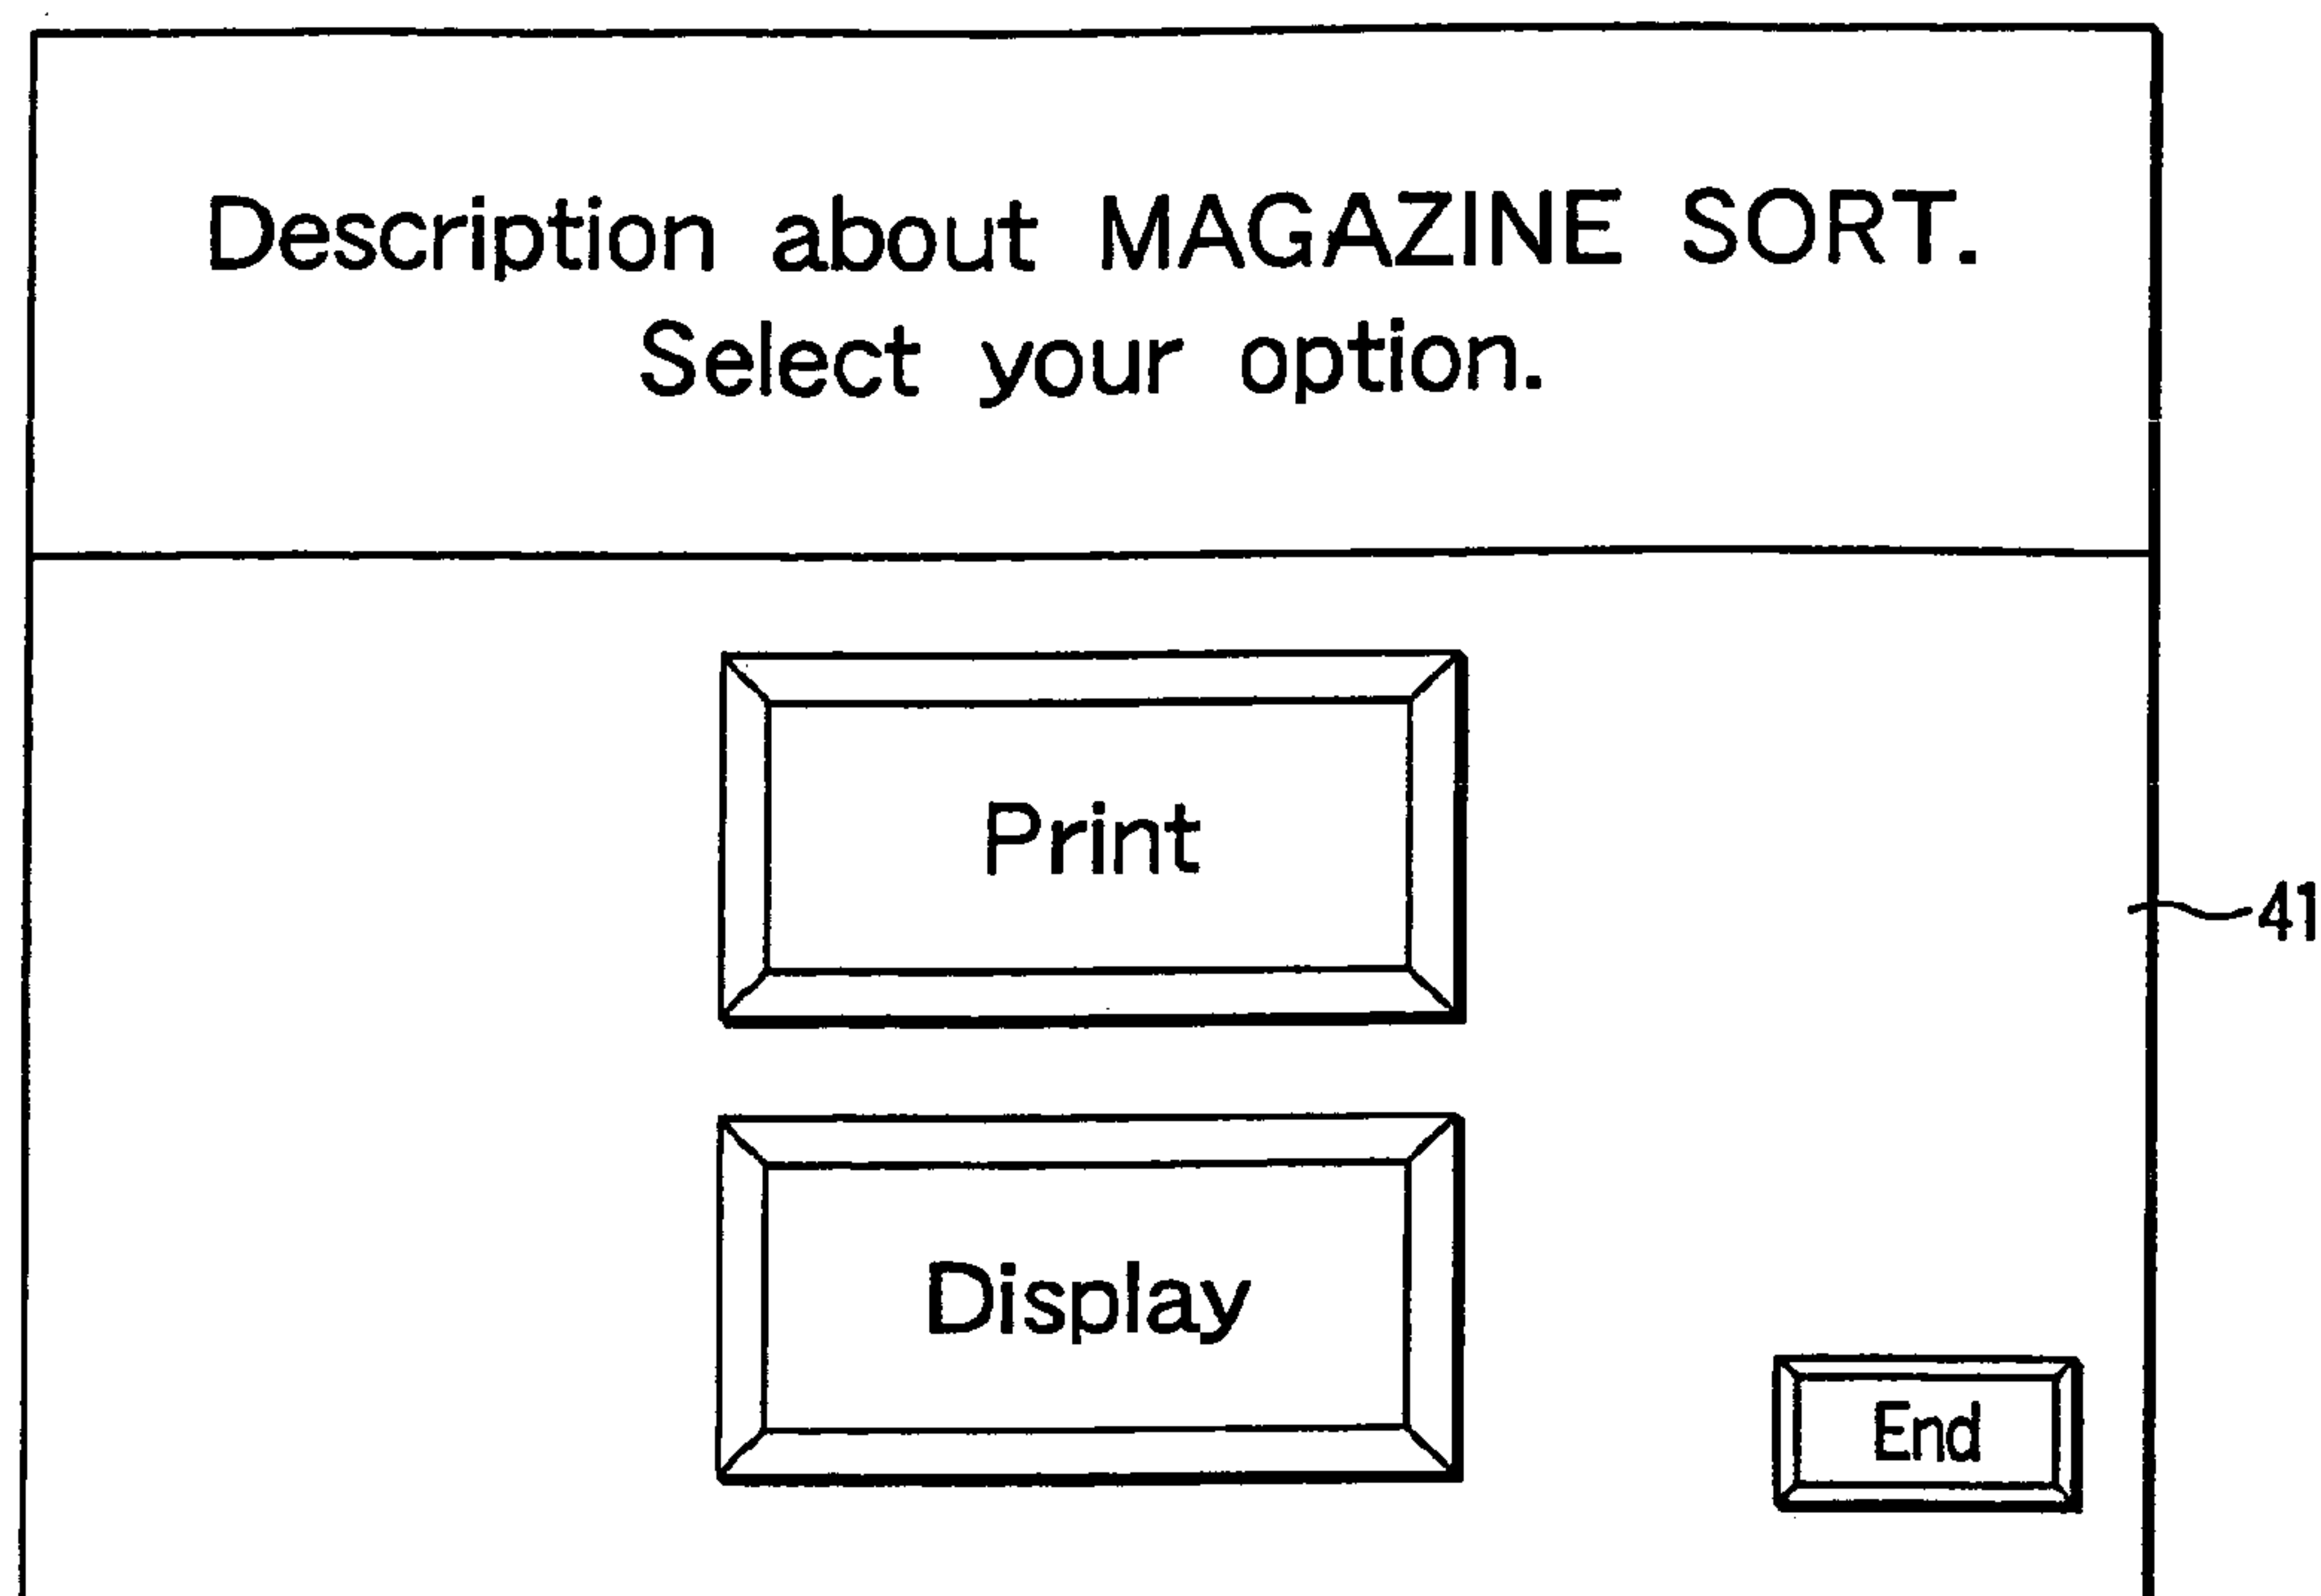 Description about MAGAZINE SORT.
Select your option.
Print
41
Display
End